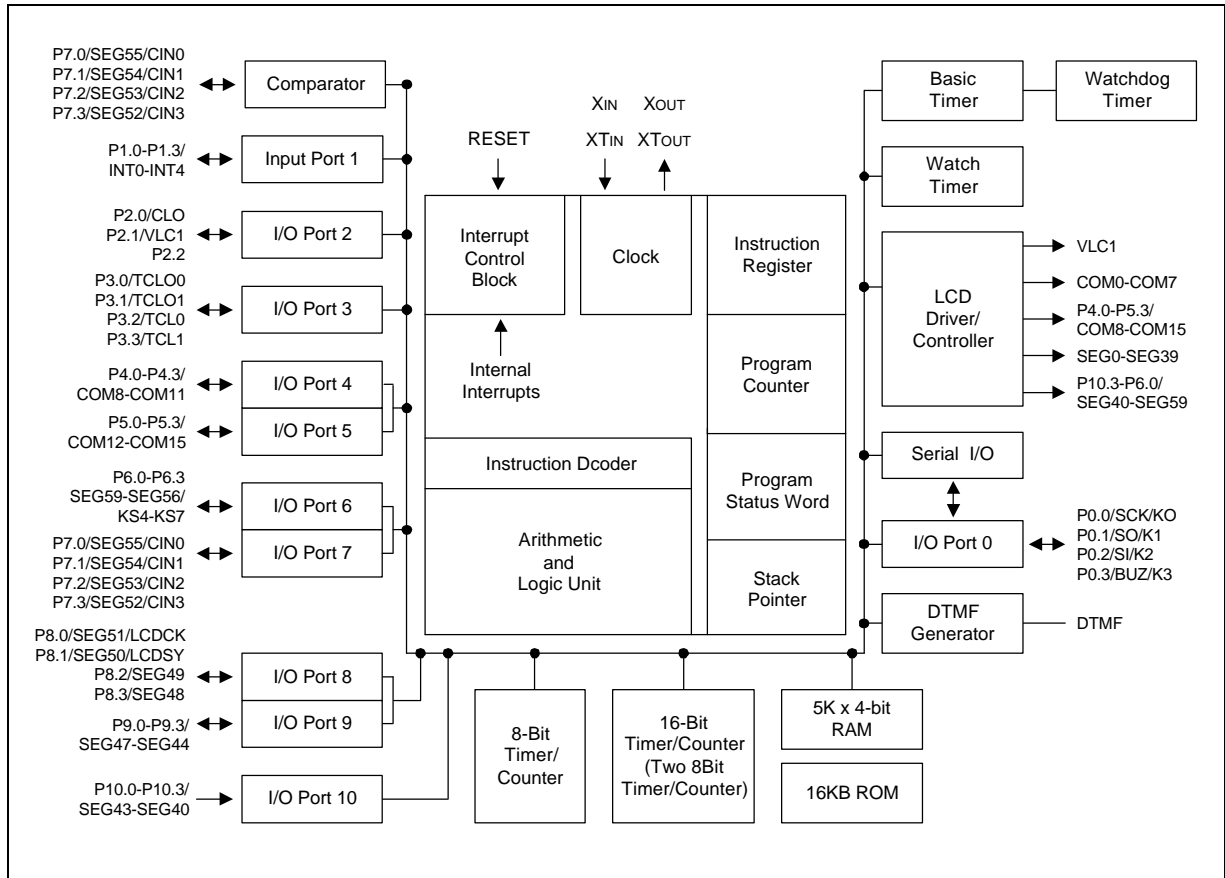 P7.0/SEG55/CIN0
P7.1/SEG54/CIN1
P7.2/SEG53/CIN2
P7.3/SEG52/CIN3
Comparator
P1.0-P1.3/
INT0-INT4
Input Port 1
P2.0/CLO
P2.1/VLC1
P2.2
I/O Port 2
P3.0/TCLO0
P3.1/TCLO1
P3.2/TCL0
P3.3/TCL1
I/O Port 3
P4.0-P4.3/
COM8-COM11
I/O Port 4
P5.0-P5.3/
COM12-COM15
I/O Port 5
P6.0-P6.3
SEG59-SEG56/
KS4-KS7
I/O Port 6
P7.0/SEG55/CIN0
P7.1/SEG54/CIN1
P7.2/SEG53/CIN2
P7.3/SEG52/CIN3
I/O Port 7
P8.0/SEG51/LCDCK
P8.1/SEG50/LCDSY
P8.2/SEG49
P8.3/SEG48
I/O Port 8
P9.0-P9.3/
SEG47-SEG44
I/O Port 9
P10.0-P10.3/
SEG43-SEG40
I/O Port 10
RESET
XIN XOUT
XTIN XTOUT
Interrupt
Control
Block
Clock
Instruction
Register
Internal
Interrupts
Program
Counter
Instruction Dcoder
Program
Status Word
Arithmetic
and
Logic Unit
Stack
Pointer
8-Bit
Timer/
Counter
16-Bit
Timer/Counter
(Two 8Bit
Timer/Counter)
5K x 4-bit
RAM
16KB ROM
Basic
Timer
Watchdog
Timer
Watch
Timer
LCD
Driver/
Controller
VLC1
COM0-COM7
P4.0-P5.3/
COM8-COM15
SEG0-SEG39
P10.3-P6.0/
SEG40-SEG59
Serial I/O
I/O Port 0
P0.0/SCK/KO
P0.1/SO/K1
P0.2/SI/K2
P0.3/BUZ/K3
DTMF
Generator
DTMF